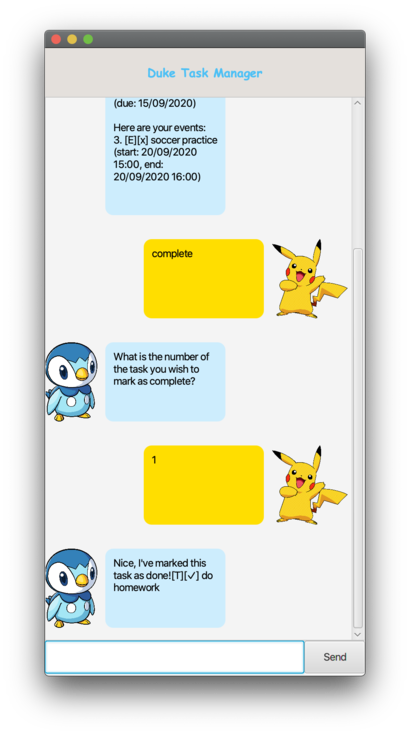 Duke Task Manager
(due: 15/09/2020)
Here are your events:
3. [E][x] soccer practice
(start: 20/09/2020
15:00, end:
20/09/2020 16:00)
complete
What is the number of
the task you wish to
mark as complete?
1
Nice, I've marked this
task as done![T][✓] do
homework
Send